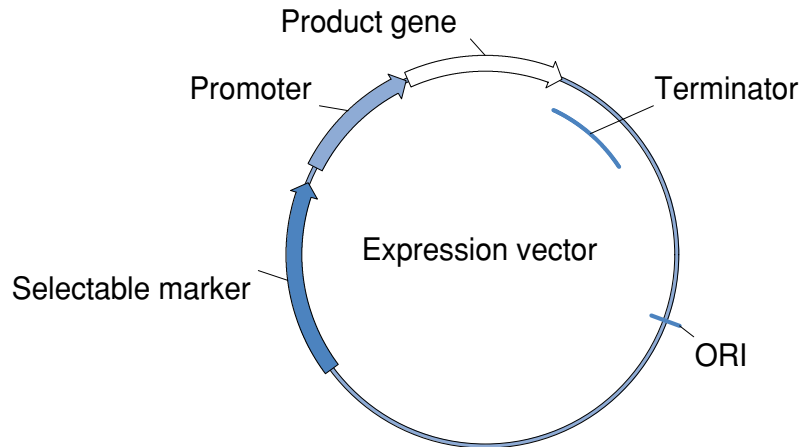 Product gene
Promoter
Terminator
Expression vector
Selectable marker
ORI